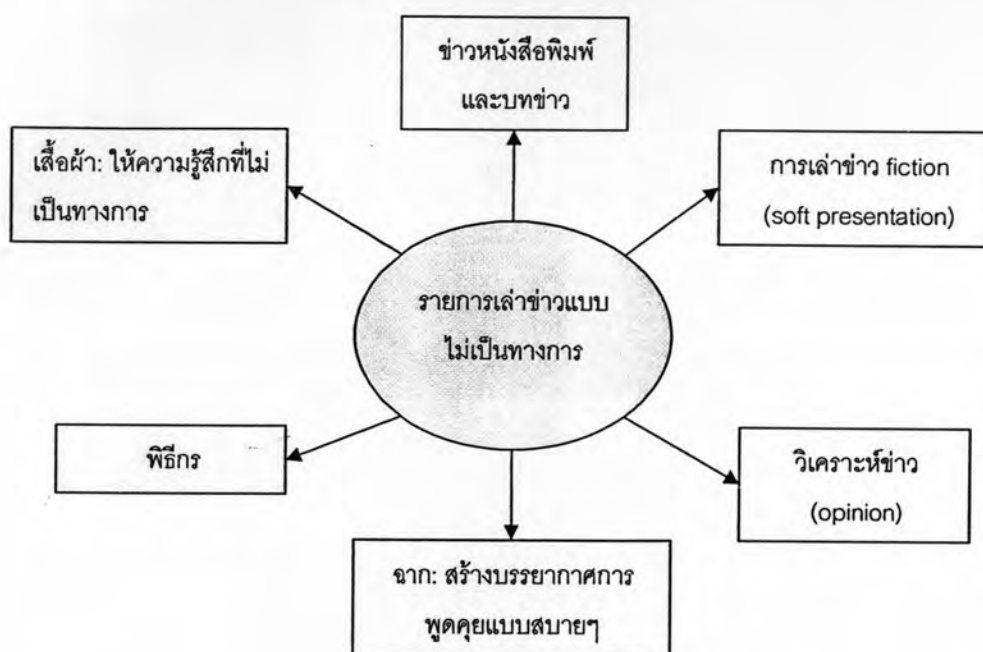 ข่าวหนังสือพิมพ์
และบทข่าว
เสื้อผ้า: ให้ความรู้สึกที่ไม่
เป็นทางการ
การเล่าข่าว fiction
(soft presentation)
รายการเล่าข่าวแบบ
ไม่เป็นทางการ
พิธีกร
วิเคราะห์ข่าว
(opinion)
ฉาก: สร้างบรรยากาศการ
พูดคุยแบบสบายๆ